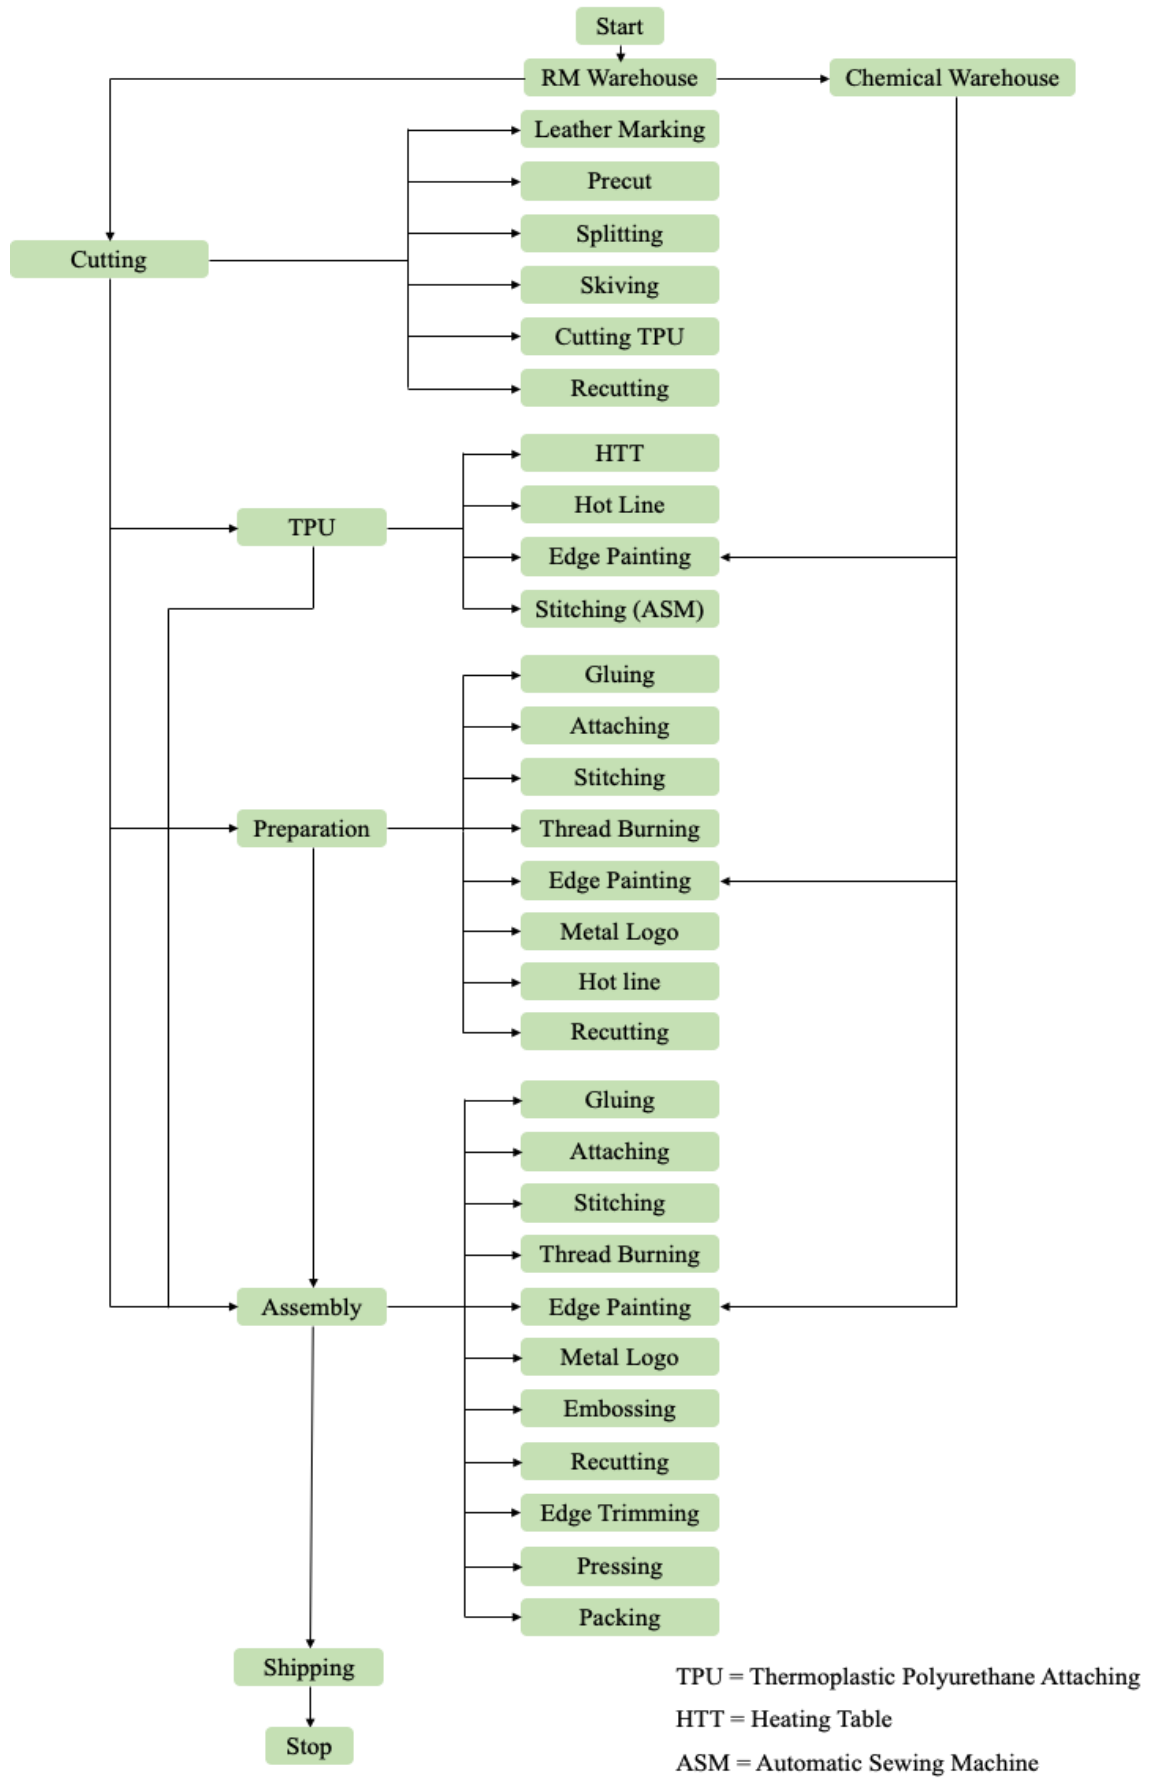 Start
RM Warehouse
Chemical Warehouse
Leather Marking
Precut
Splitting
Cutting
Skiving
Cutting TPU
Recutting
HTT
Hot Line
TPU
Edge Painting
Stitching (ASM)
Gluing
Attaching
Stitching
Preparation
Thread Burning
Edge Painting
Metal Logo
Hot line
Recutting
Gluing
Attaching
Stitching
Thread Burning
Assembly
Edge Painting
Metal Logo
Embossing
Recutting
Edge Trimming
Pressing
Packing
Shipping
Stop
TPU = Thermoplastic Polyurethane Attaching
HTT = Heating Table
ASM = Automatic Sewing Machine